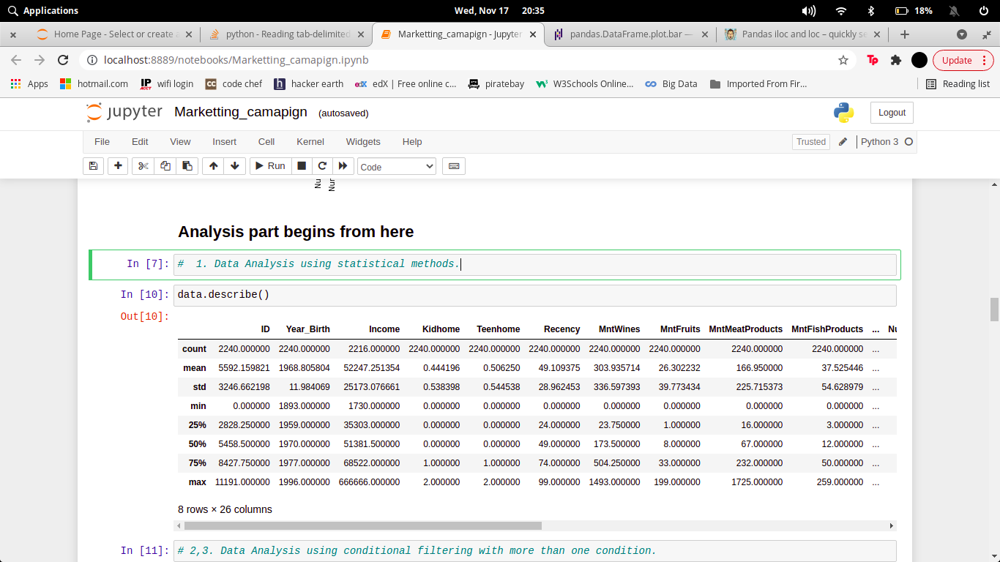 Applications
Wed, Nov 17 20:35
18%
Home Page - Select or create a
python - Reading tab-delimited
Marketting_camapign - Jupyter
pandas.DataFrame.plot.bar —
Pandas iloc and loc – quickly se
localhost:8889/notebooks/Marketting_camapign.ipynb
Tp
Update
Apps
hotmail.com
IP ACCT wifi login
CC code chef
h hacker earth
edX edX | Free online c...
piratebay
W3Schools Online...
Big Data
Imported From Fir...
Reading list
jupyter Marketting_camapign (autosaved)
Logout
File Edit View Insert Cell Kernel Widgets Help
Trusted
Python 3
Run
Code
Nu
Nur
Analysis part begins from here
In [7]: #  1. Data Analysis using statistical methods.
In [10]: data.describe()
Out[10]:
ID Year_Birth Income Kidhome Teenhome Recency MntWines MntFruits MntMeatProducts MntFishProducts ... Nu
count 2240.000000 2240.000000 2216.000000 2240.000000 2240.000000 2240.000000 2240.000000 2240.000000 2240.000000 2240.000000 ...
mean 5592.159821 1968.805804 52247.251354 0.444196 0.506250 49.109375 303.935714 26.302232 166.950000 37.525446 ...
std 3246.662198 11.984069 25173.076661 0.538398 0.544538 28.962453 336.597393 39.773434 225.715373 54.628979 ...
min 0.000000 1893.000000 1730.000000 0.000000 0.000000 0.000000 0.000000 0.000000 0.000000 0.000000 ...
25% 2828.250000 1959.000000 35303.000000 0.000000 0.000000 24.000000 23.750000 1.000000 16.000000 3.000000 ...
50% 5458.500000 1970.000000 51381.500000 0.000000 0.000000 49.000000 173.500000 8.000000 67.000000 12.000000 ...
75% 8427.750000 1977.000000 68522.000000 1.000000 1.000000 74.000000 504.250000 33.000000 232.000000 50.000000 ...
max 11191.000000 1996.000000 666666.000000 2.000000 2.000000 99.000000 1493.000000 199.000000 1725.000000 259.000000 ...
8 rows × 26 columns
In [11]: # 2,3. Data Analysis using conditional filtering with more than one condition.